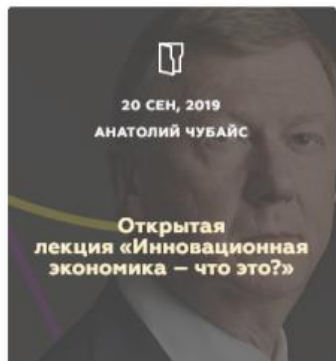 20 СЕН, 2019
АНАТОЛИЙ ЧУБАЙС
Открытая
лекция «Инновационная
экономика — что это?»